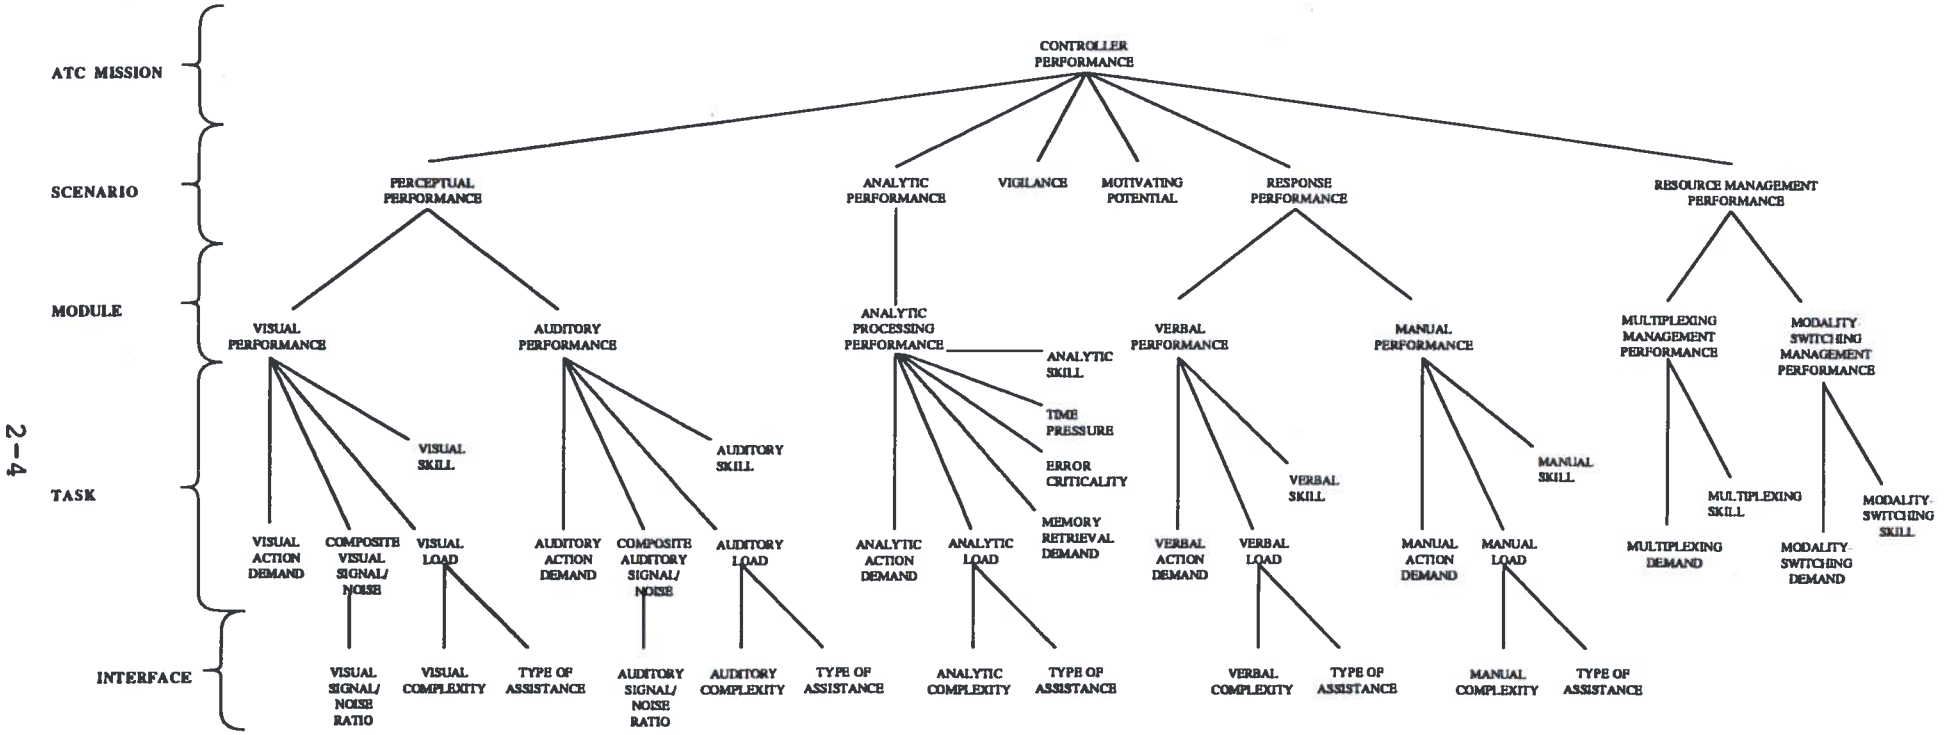 CONTROLLER
PERFORMANCE
ATC MISSION
SCENARIO
PERCEPTUAL
PERFORMANCE
ANALYTIC
PERFORMANCE
VIGILANCE
MOTIVATING
POTENTIAL
RESPONSE
PERFORMANCE
RESOURCE MANAGEMENT
PERFORMANCE
MODULE
VISUAL
PERFORMANCE
AUDITORY
PERFORMANCE
ANALYTIC
PROCESSING
PERFORMANCE
VERBAL
PERFORMANCE
MANUAL
PERFORMANCE
MULTIPLEXING
MANAGEMENT
PERFORMANCE
MODALITY-
SWITCHING
MANAGEMENT
PERFORMANCE
2-4
TASK
VISUAL
SKILL
AUDITORY
SKILL
ANALYTIC
SKILL
TIME
PRESSURE
ERROR
CRITICALITY
MEMORY
RETRIEVAL
DEMAND
VERBAL
SKILL
MANUAL
SKILL
MULTIPLEXING
SKILL
MODALITY-
SWITCHING
SKILL
VISUAL
ACTION
DEMAND
COMPOSITE
VISUAL
SIGNAL/
NOISE
VISUAL
LOAD
AUDITORY
ACTION
DEMAND
COMPOSITE
AUDITORY
SIGNAL/
NOISE
AUDITORY
LOAD
ANALYTIC
ACTION
DEMAND
ANALYTIC
LOAD
VERBAL
ACTION
DEMAND
VERBAL
LOAD
MANUAL
ACTION
DEMAND
MANUAL
LOAD
MULTIPLEXING
DEMAND
MODALITY-
SWITCHING
DEMAND
INTERFACE
VISUAL
SIGNAL/
NOISE
RATIO
VISUAL
COMPLEXITY
TYPE OF
ASSISTANCE
AUDITORY
SIGNAL/
NOISE
RATIO
AUDITORY
COMPLEXITY
TYPE OF
ASSISTANCE
ANALYTIC
COMPLEXITY
TYPE OF
ASSISTANCE
VERBAL
COMPLEXITY
TYPE OF
ASSISTANCE
MANUAL
COMPLEXITY
TYPE OF
ASSISTANCE